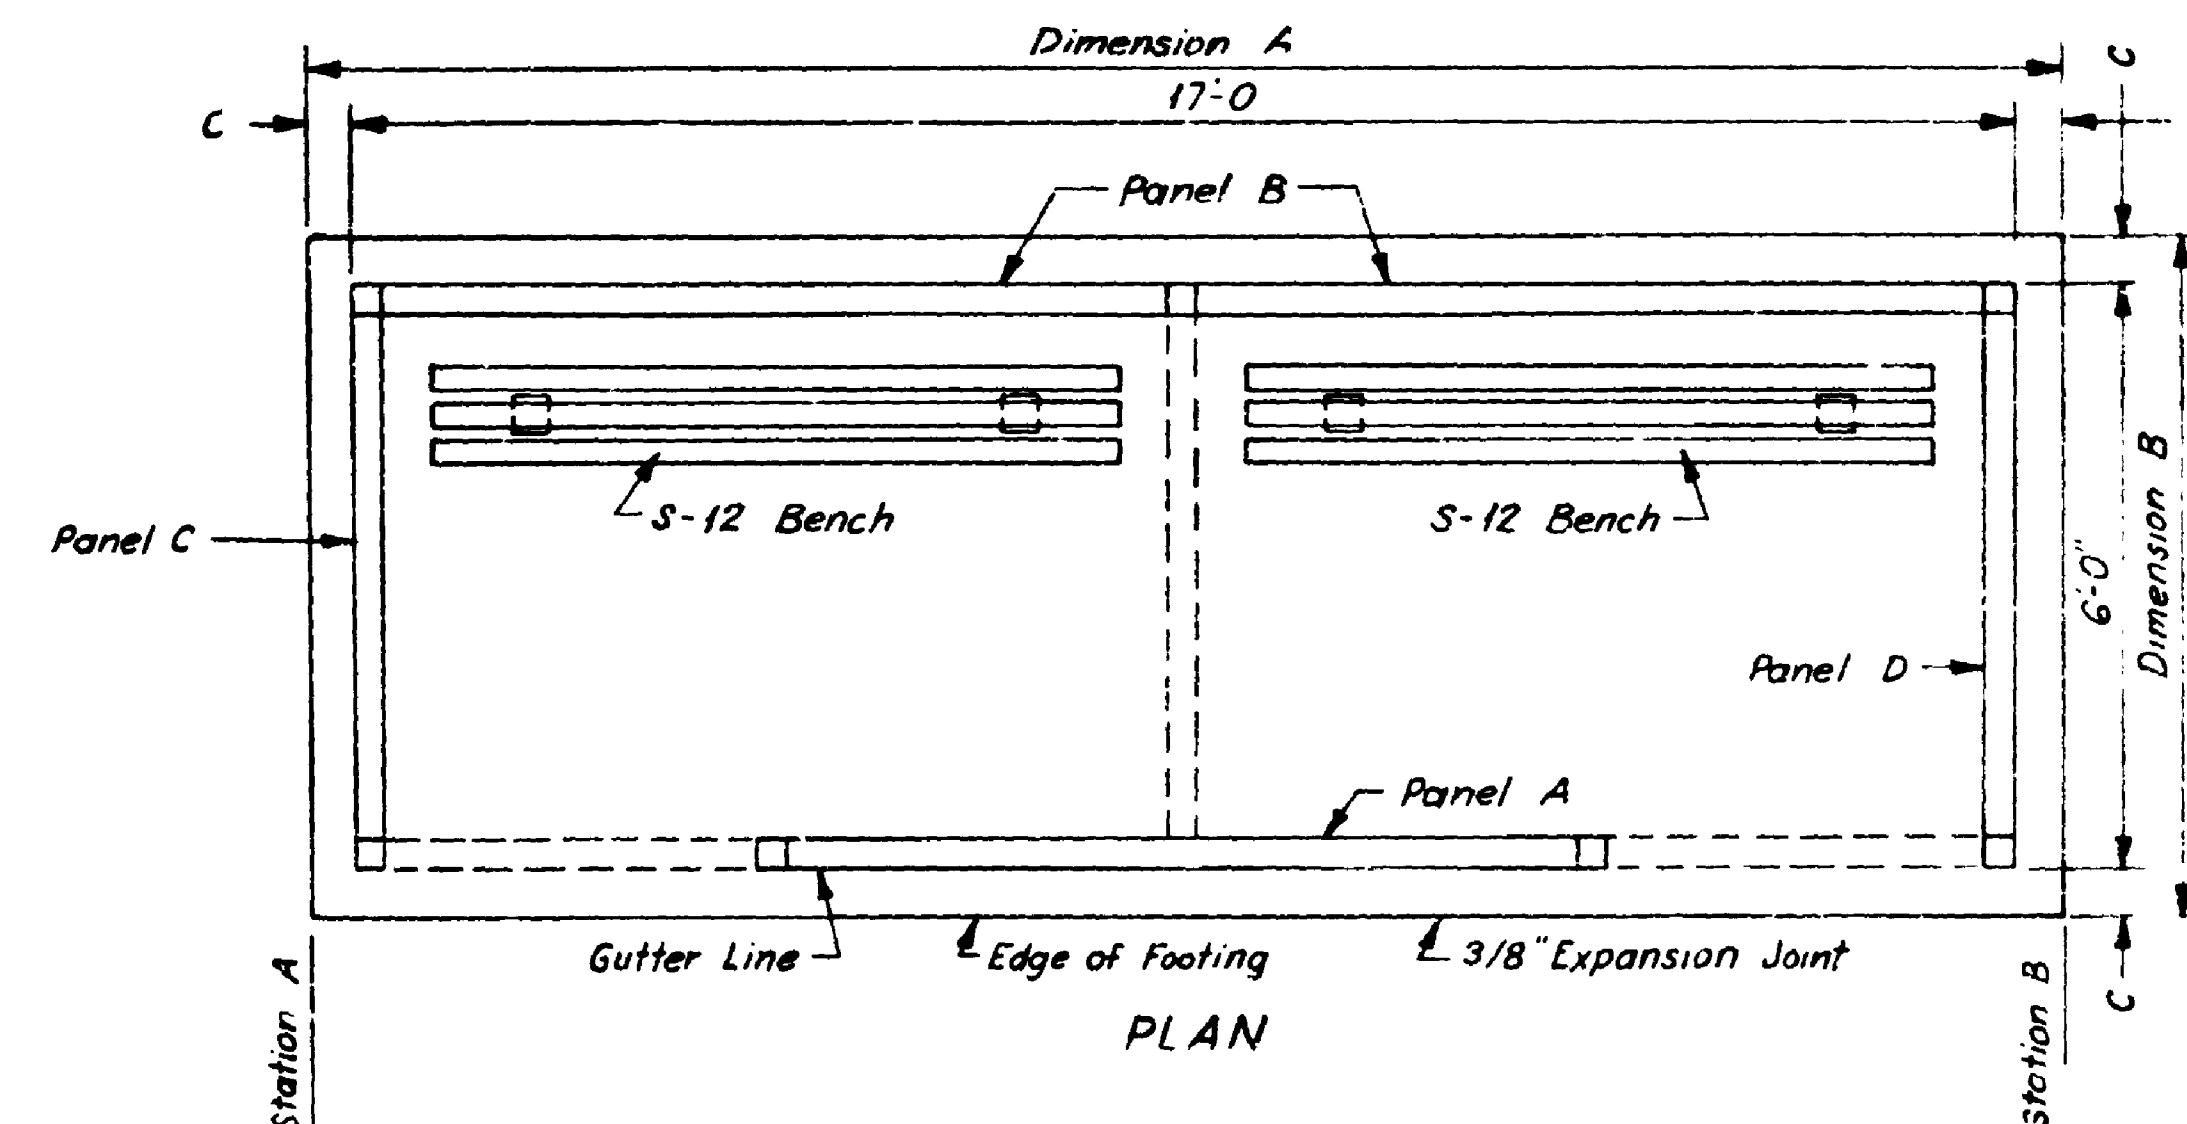 Dimension A
C
17'-0
C
Panel B
S-12 Bench
S-12 Bench
Panel C
6'-0"
Dimension B
Panel D
Panel A
Gutter Line
Edge of Footing
3/8" Expansion Joint
C
PLAN
Station A
Station B